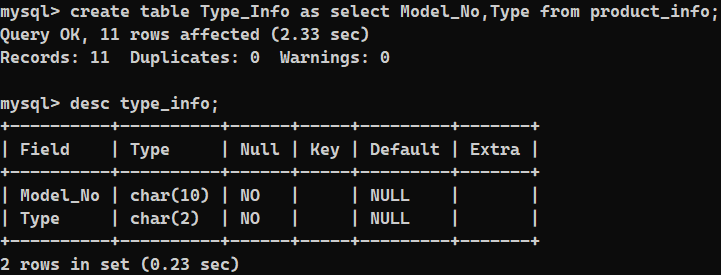 mysql> create table Type_Info as select Model_No,Type from product_info;
Query OK, 11 rows affected (2.33 sec)
Records: 11  Duplicates: 0  Warnings: 0

mysql> desc type_info;
+----------+----------+------+-----+---------+-------+
| Field    | Type     | Null | Key | Default | Extra |
+----------+----------+------+-----+---------+-------+
| Model_No | char(10) | NO   |     | NULL    |       |
| Type     | char(2)  | NO   |     | NULL    |       |
+----------+----------+------+-----+---------+-------+
2 rows in set (0.23 sec)